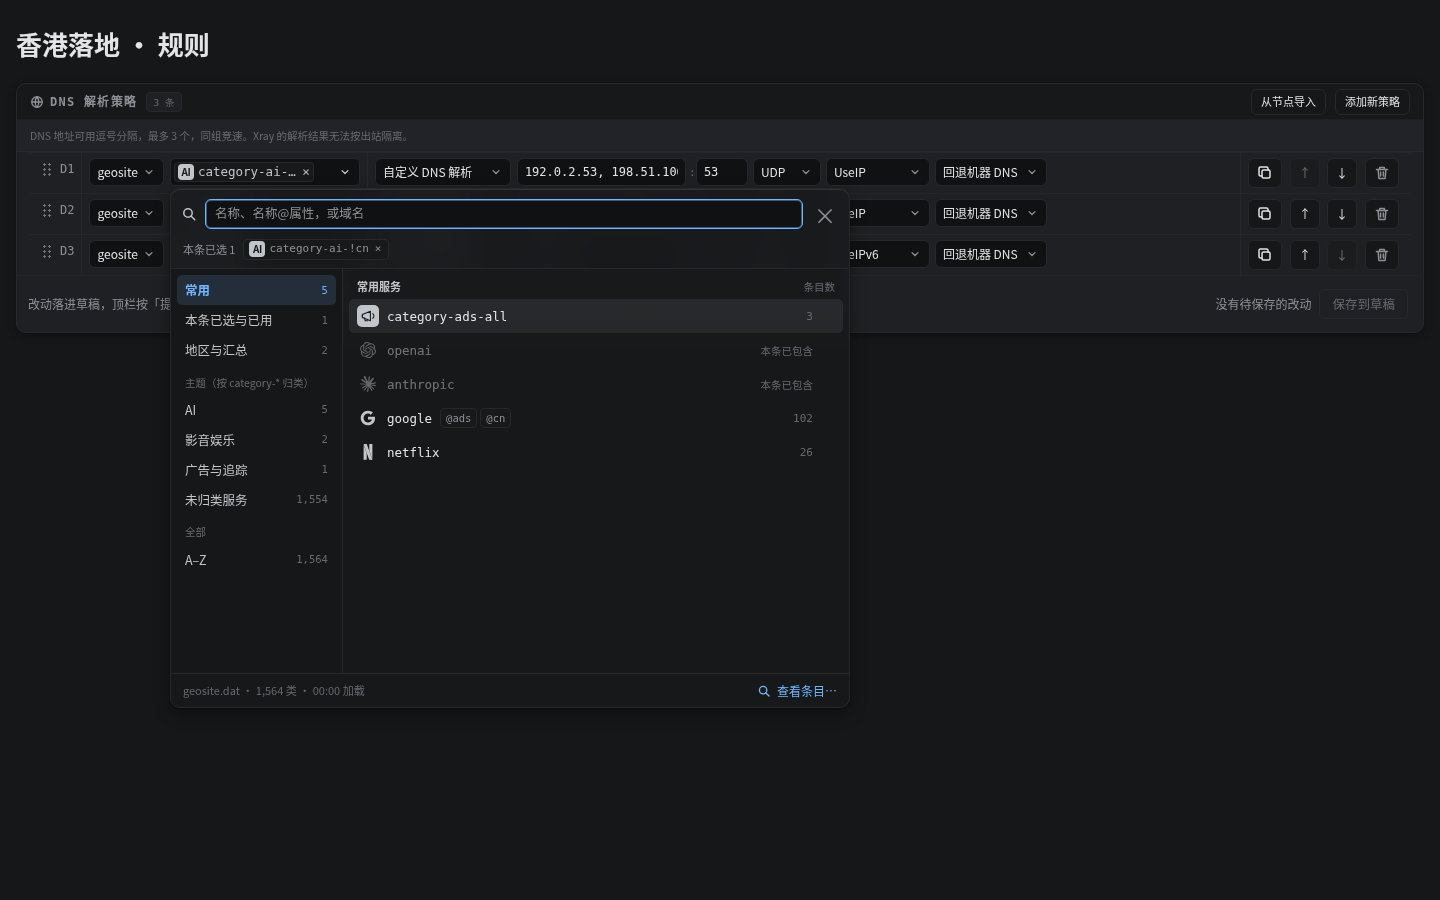 香港落地 · 规则
DNS 解析策略 3 条 从节点导入 添加新策略
DNS 地址可用逗号分隔，最多 3 个，同组竞速。Xray 的解析结果无法按出站隔离。
D1 geosite AI category-ai-… × 自定义 DNS 解析 192.0.2.53, 198.51.10 : 53 UDP UseIP 回退机器 DNS
D2 geosite eIP 回退机器 DNS
D3 geosite eIPv6 回退机器 DNS
改动落进草稿，顶栏按「提 没有待保存的改动 保存到草稿
名称、名称@属性，或域名
本条已选 1 AI category-ai-!cn ×
常用 5
本条已选与已用 1
地区与汇总 2
主题（按 category-* 归类）
AI 5
影音娱乐 2
广告与追踪 1
未归类服务 1,554
全部
A–Z 1,564
常用服务 条目数
category-ads-all 3
openai 本条已包含
anthropic 本条已包含
google @ads @cn 102
netflix 26
geosite.dat · 1,564 类 · 00:00 加载 查看条目…